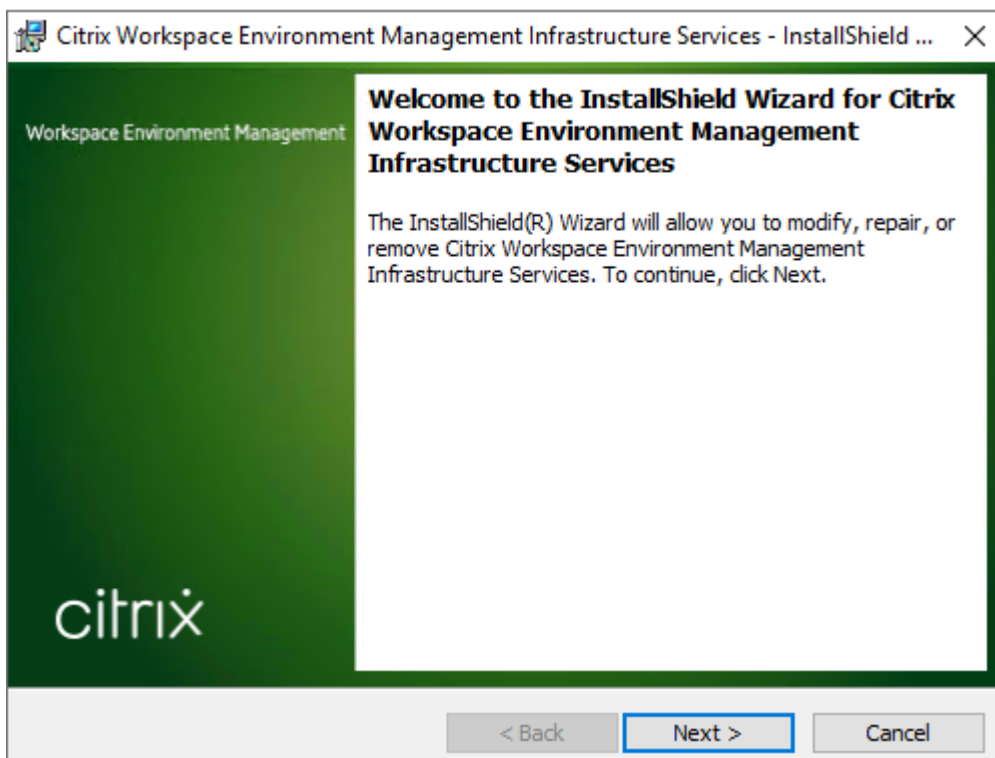 Citrix Workspace Environment Management Infrastructure Services - InstallShield ...
Workspace Environment Management
Welcome to the InstallShield Wizard for Citrix
Workspace Environment Management
Infrastructure Services
The InstallShield(R) Wizard will allow you to modify, repair, or
remove Citrix Workspace Environment Management
Infrastructure Services. To continue, click Next.
citrix
< Back
Next >
Cancel